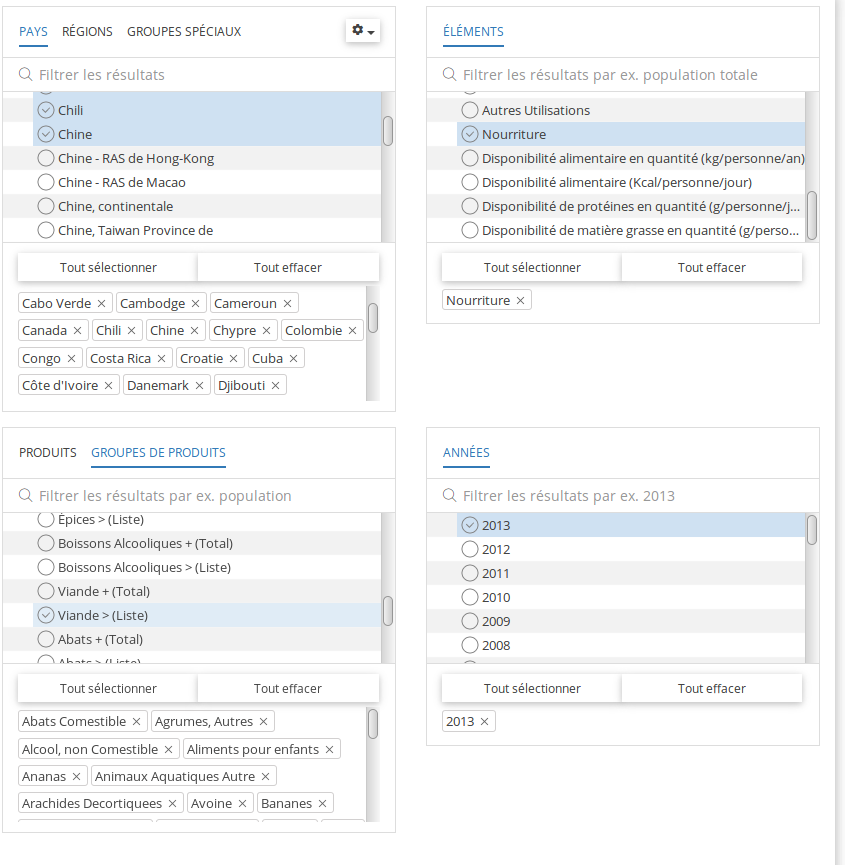 PAYS RÉGIONS GROUPES SPÉCIAUX
Filtrer les résultats
Chili
Chine
Chine - RAS de Hong-Kong
Chine - RAS de Macao
Chine, continentale
Chine, Taiwan Province de
Tout sélectionner Tout effacer
Cabo Verde × Cambodge × Cameroun ×
Canada × Chili × Chine × Chypre × Colombie ×
Congo × Costa Rica × Croatie × Cuba ×
Côte d'Ivoire × Danemark × Djibouti ×
ÉLÉMENTS
Filtrer les résultats par ex. population totale
Autres Utilisations
Nourriture
Disponibilité alimentaire en quantité (kg/personne/an)
Disponibilité alimentaire (Kcal/personne/jour)
Disponibilité de protéines en quantité (g/personne/j...
Disponibilité de matière grasse en quantité (g/perso...
Tout sélectionner Tout effacer
Nourriture ×
PRODUITS GROUPES DE PRODUITS
Filtrer les résultats par ex. population
Épices > (Liste)
Boissons Alcooliques + (Total)
Boissons Alcooliques > (Liste)
Viande + (Total)
Viande > (Liste)
Abats + (Total)
Abats > (Liste)
Tout sélectionner Tout effacer
Abats Comestible × Agrumes, Autres ×
Alcool, non Comestible × Aliments pour enfants ×
Ananas × Animaux Aquatiques Autre ×
Arachides Decortiquees × Avoine × Bananes ×
ANNÉES
Filtrer les résultats par ex. 2013
2013
2012
2011
2010
2009
2008
Tout sélectionner Tout effacer
2013 ×